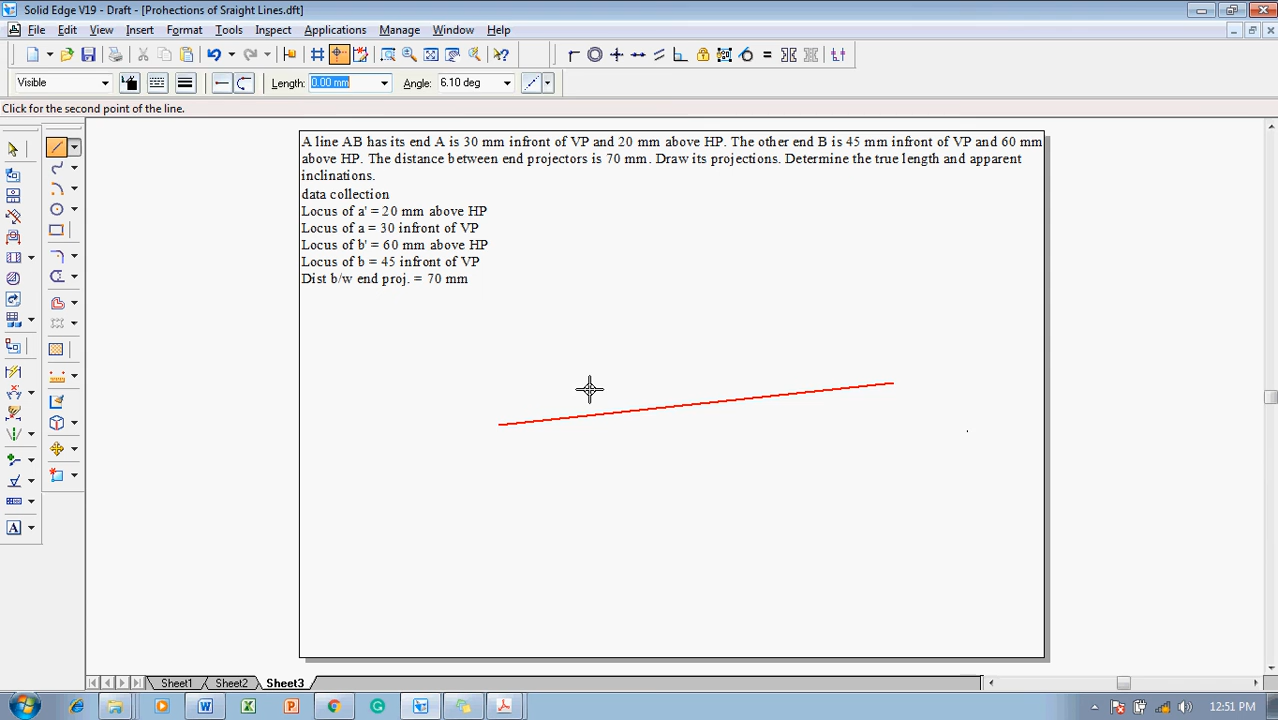 Solid Edge V19 - Draft - [Prohections of Sraight Lines.dft]
File Edit View Insert Format Tools Inspect Applications Manage Window Help
Visible Length: 0.00 mm Angle: 6.10 deg
Click for the second point of the line.
A line AB has its end A is 30 mm infront of VP and 20 mm above HP. The other end B is 45 mm infront of VP and 60 mm
above HP. The distance between end projectors is 70 mm. Draw its projections. Determine the true length and apparent
inclinations.
data collection
Locus of a' = 20 mm above HP
Locus of a = 30 infront of VP
Locus of b' = 60 mm above HP
Locus of b = 45 infront of VP
Dist b/w end proj. = 70 mm
A
Sheet1 Sheet2 Sheet3
12:51 PM